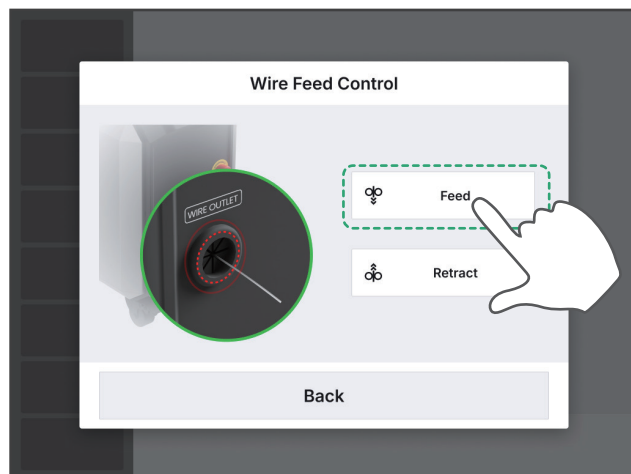 Wire Feed Control
WIRE OUTLET
Feed
Retract
Back